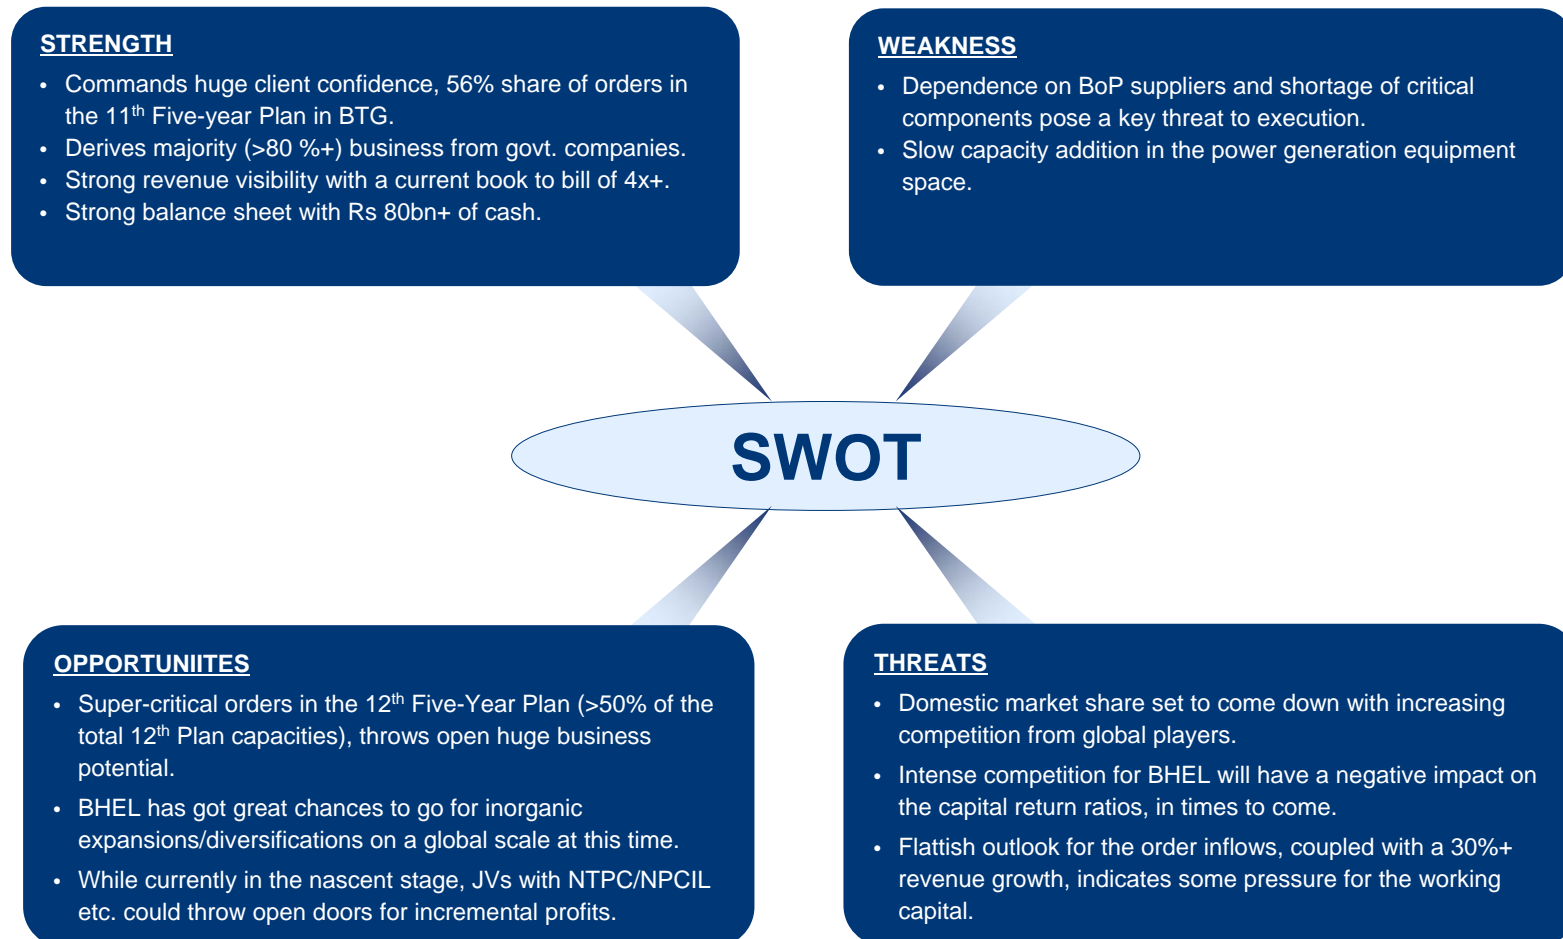 STRENGTH
• Commands huge client confidence, 56% share of orders in
the 11th Five-year Plan in BTG.
• Derives majority (>80 %+) business from govt. companies.
• Strong revenue visibility with a current book to bill of 4x+.
• Strong balance sheet with Rs 80bn+ of cash.
WEAKNESS
• Dependence on BoP suppliers and shortage of critical
components pose a key threat to execution.
• Slow capacity addition in the power generation equipment
space.
SWOT
OPPORTUNIITES
• Super-critical orders in the 12th Five-Year Plan (>50% of the
total 12th Plan capacities), throws open huge business
potential.
• BHEL has got great chances to go for inorganic
expansions/diversifications on a global scale at this time.
• While currently in the nascent stage, JVs with NTPC/NPCIL
etc. could throw open doors for incremental profits.
THREATS
• Domestic market share set to come down with increasing
competition from global players.
• Intense competition for BHEL will have a negative impact on
the capital return ratios, in times to come.
• Flattish outlook for the order inflows, coupled with a 30%+
revenue growth, indicates some pressure for the working
capital.